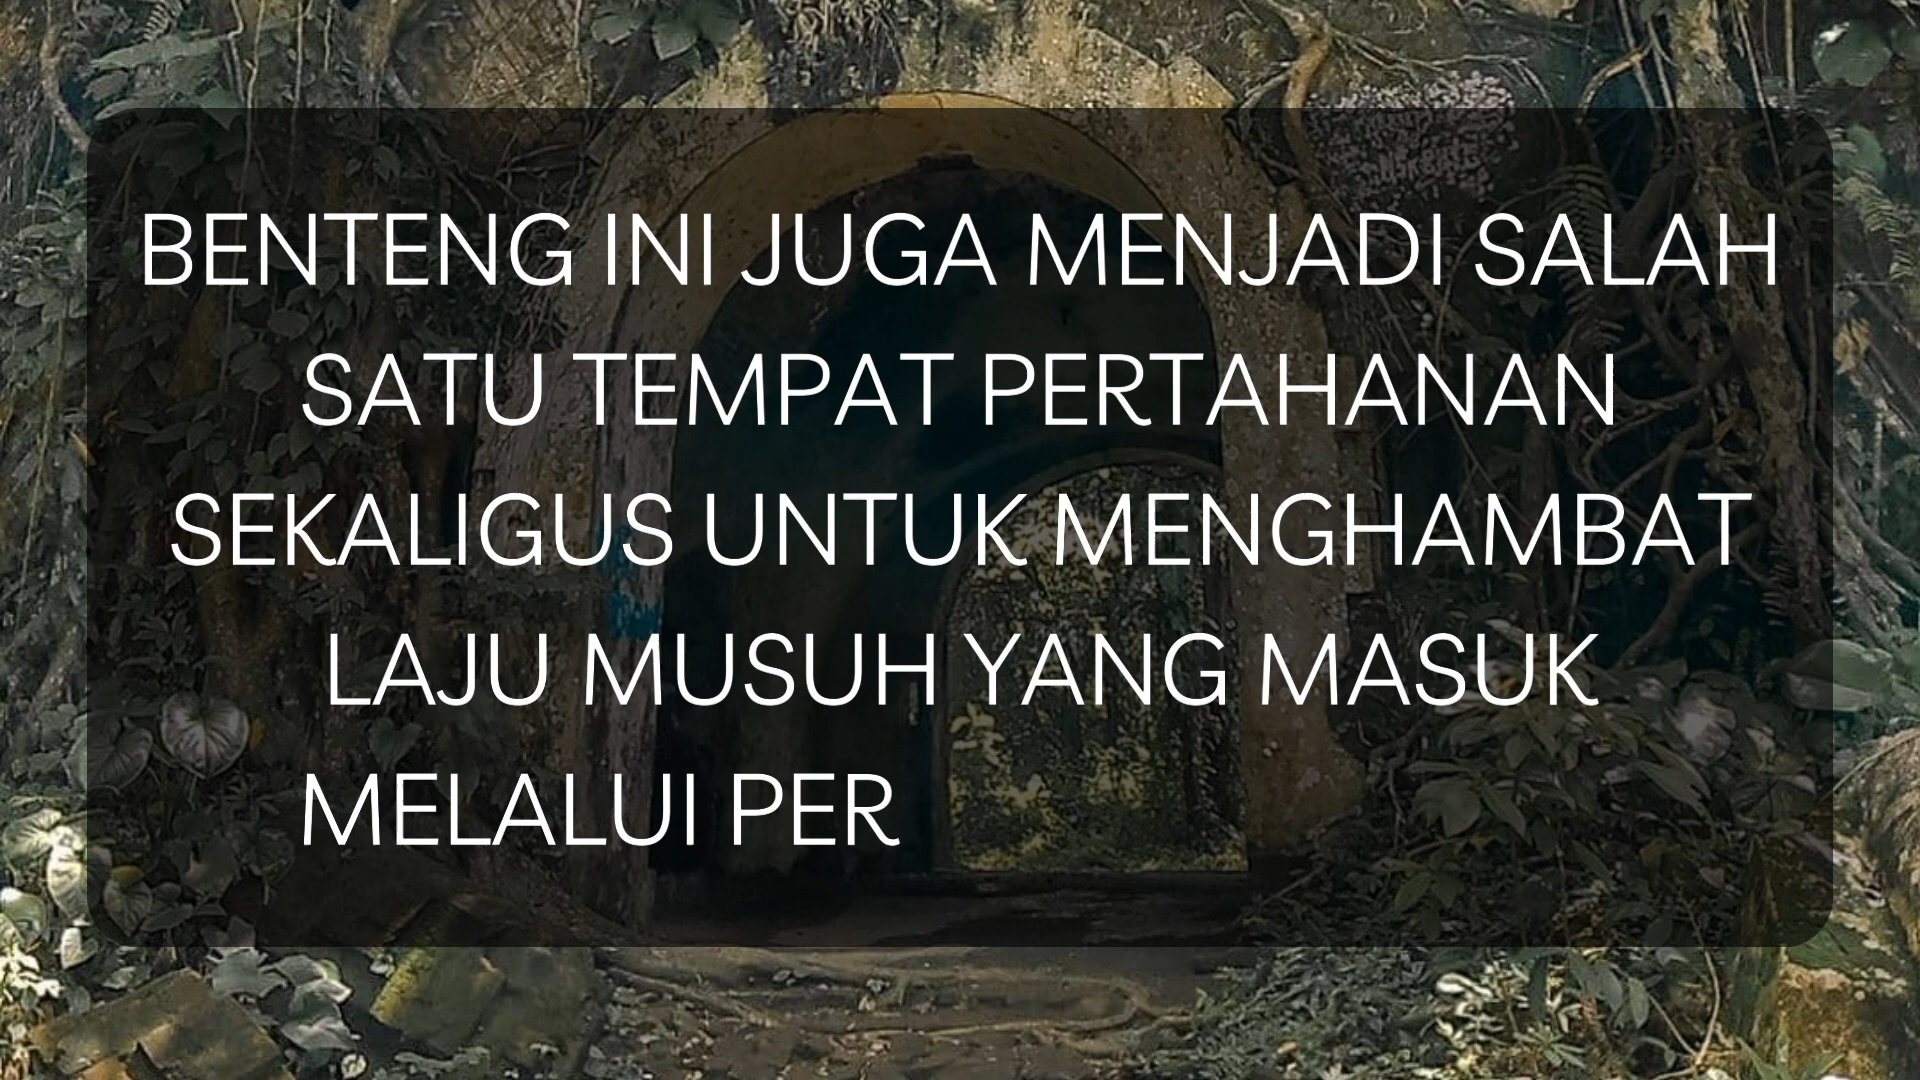 BENTENG INI JUGA MENJADI SALAH
SATU TEMPAT PERTAHANAN
SEKALIGUS UNTUK MENGHAMBAT
LAJU MUSUH YANG MASUK
MELALUI PER